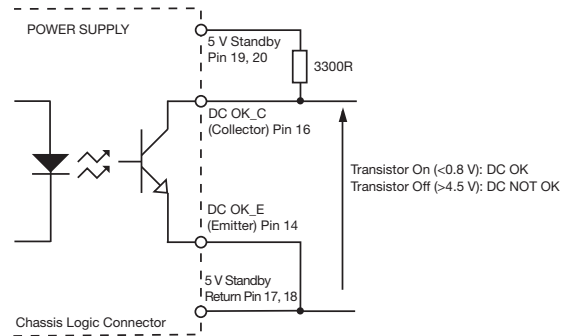 POWER SUPPLY
5 V Standby
Pin 19, 20
3300R
DC OK_C
(Collector) Pin 16
Transistor On (<0.8 V): DC OK
Transistor Off (>4.5 V): DC NOT OK
DC OK_E
(Emitter) Pin 14
5 V Standby
Return Pin 17, 18
Chassis Logic Connector